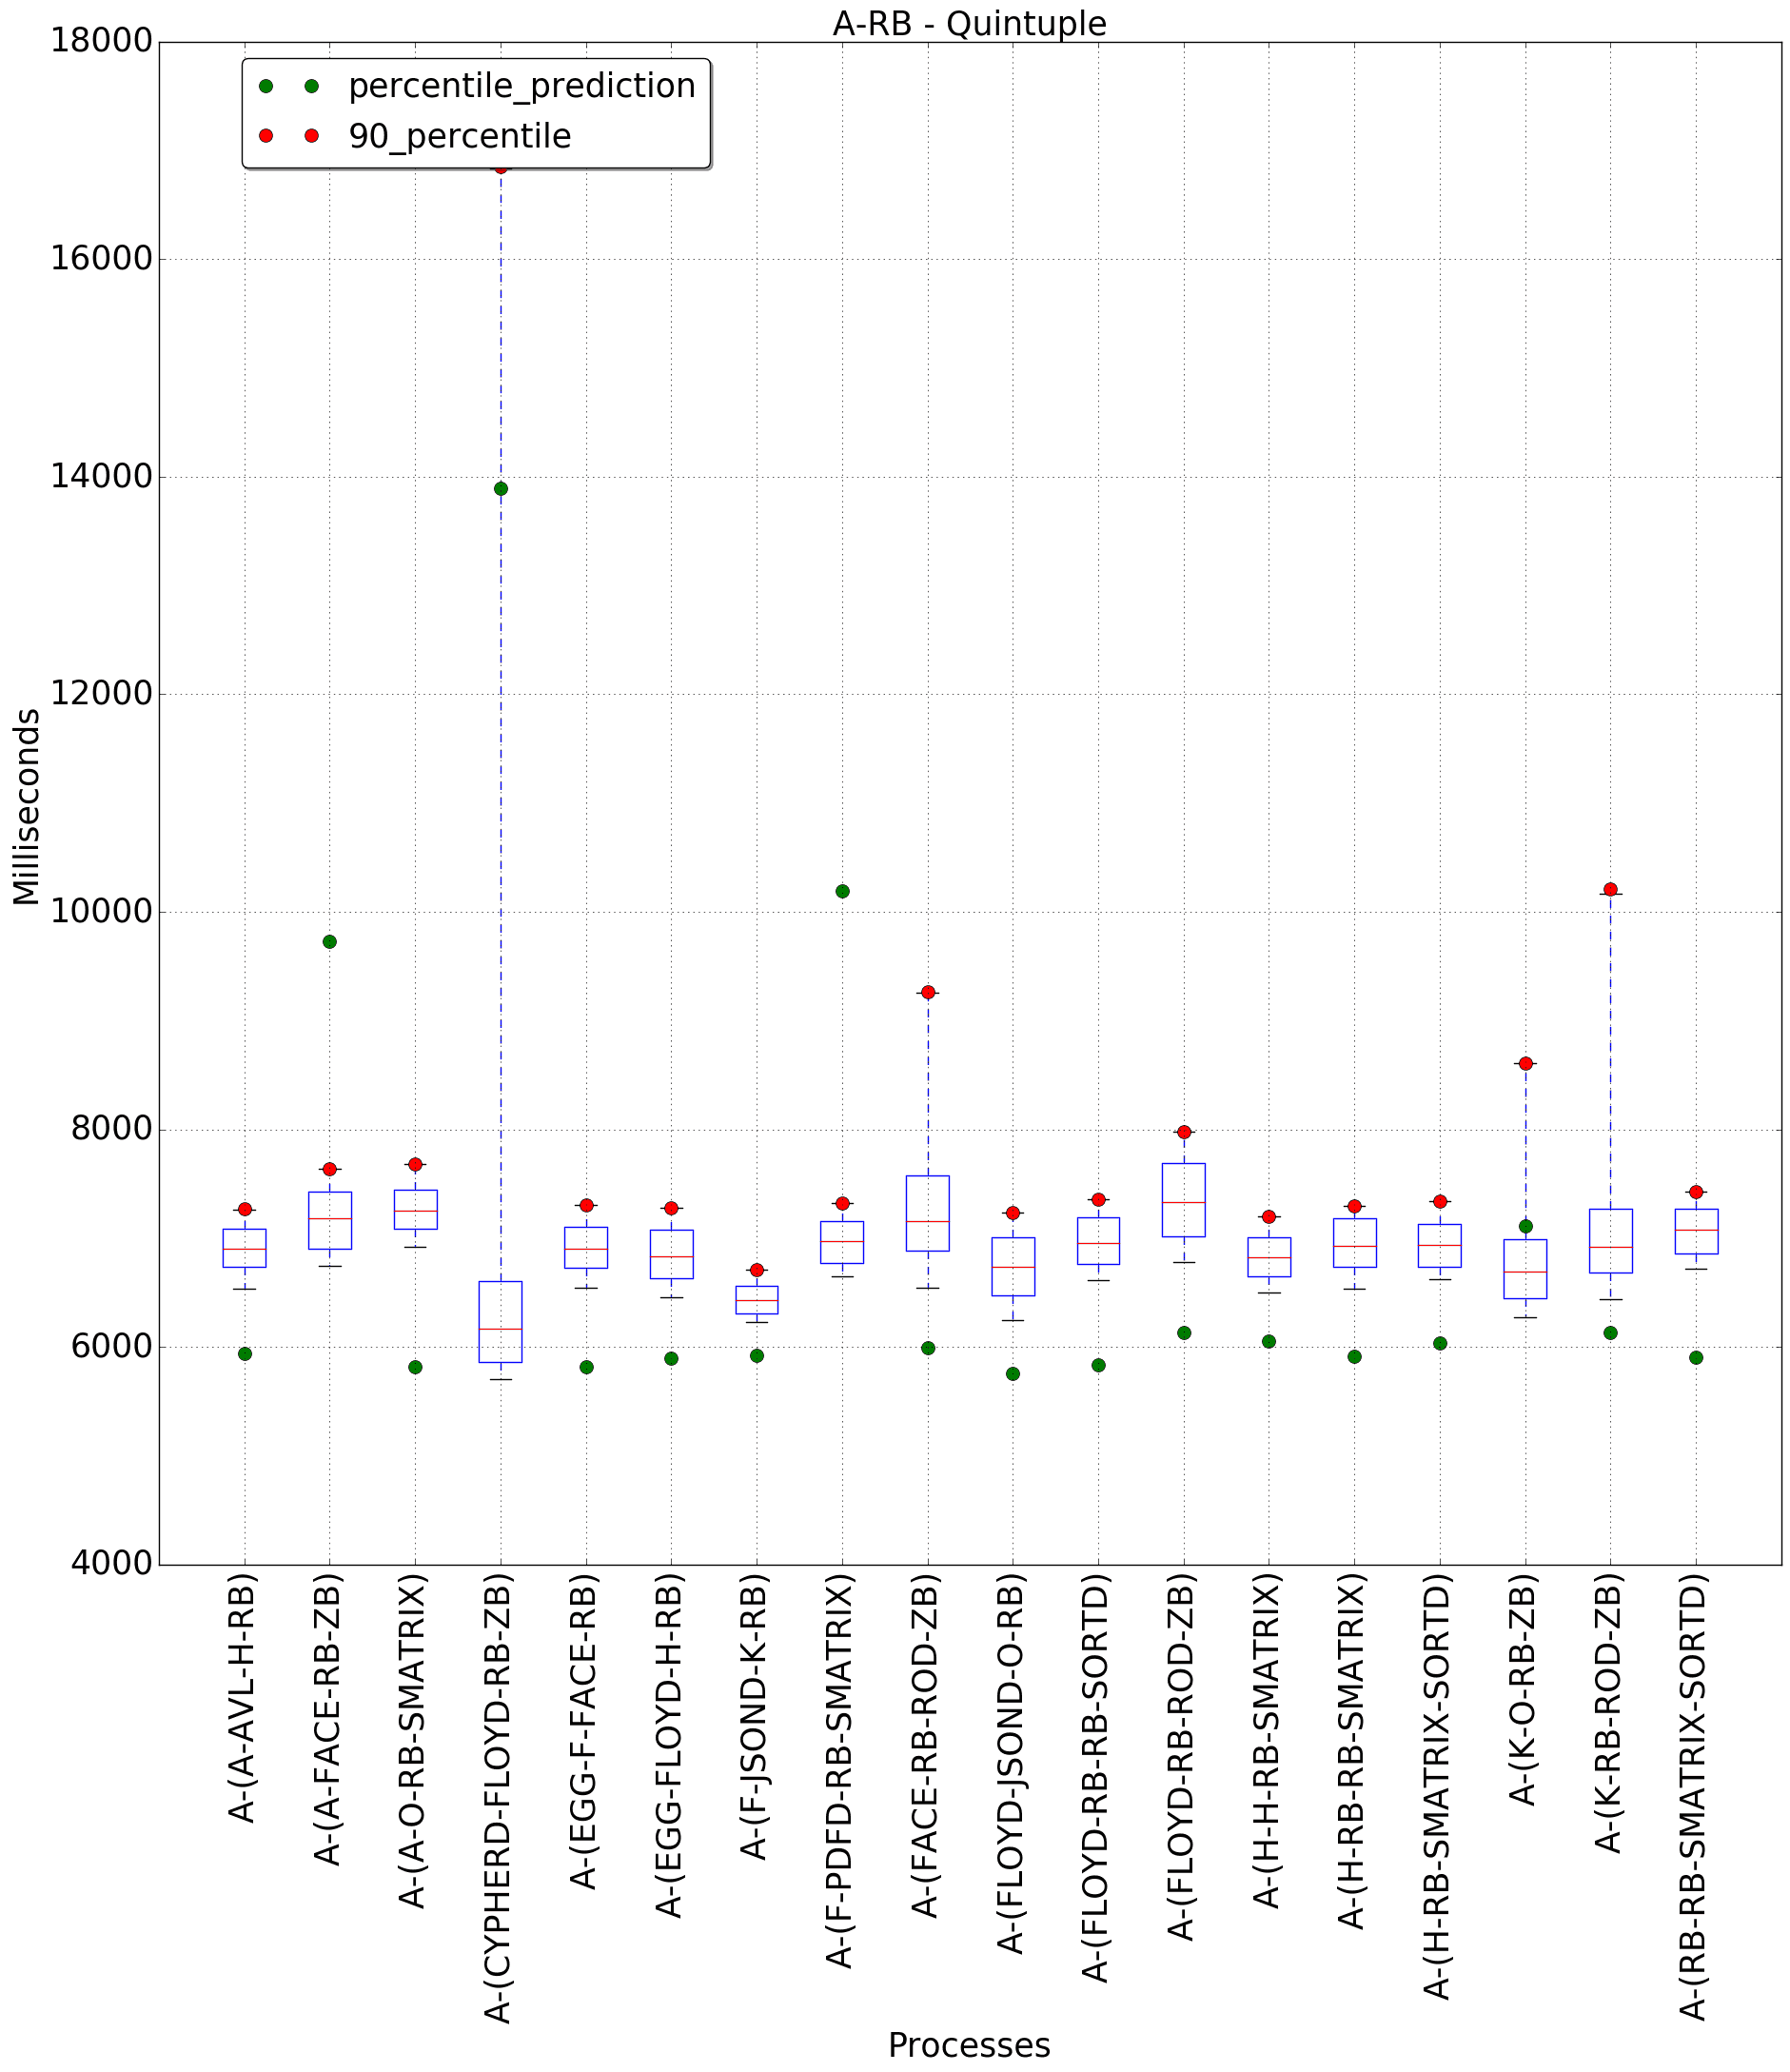 A-RB - Quintuple
percentile_prediction
90_percentile
18000
16000
14000
12000
10000
8000
6000
4000
Milliseconds
A-(A-AVL-H-RB)
A-(A-FACE-RB-ZB)
A-(A-O-RB-SMATRIX)
A-(CYPHERD-FLOYD-RB-ZB)
A-(EGG-F-FACE-RB)
A-(EGG-FLOYD-H-RB)
A-(F-JSOND-K-RB)
A-(F-PDFD-RB-SMATRIX)
A-(FACE-RB-ROD-ZB)
A-(FLOYD-JSOND-O-RB)
A-(FLOYD-RB-RB-SORTD)
A-(FLOYD-RB-ROD-ZB)
A-(H-H-RB-SMATRIX)
A-(H-RB-RB-SMATRIX)
A-(H-RB-SMATRIX-SORTD)
A-(K-O-RB-ZB)
A-(K-RB-ROD-ZB)
A-(RB-RB-SMATRIX-SORTD)
Processes